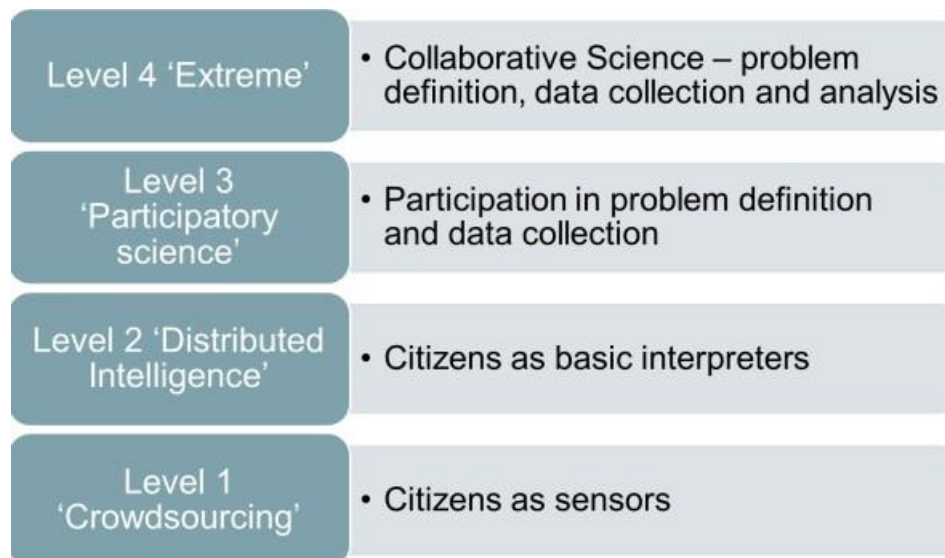 Level 4 ‘Extreme’
• Collaborative Science – problem
definition, data collection and analysis
Level 3
‘Participatory
science’
• Participation in problem definition
and data collection
Level 2 ‘Distributed
Intelligence’
• Citizens as basic interpreters
Level 1
‘Crowdsourcing’
• Citizens as sensors